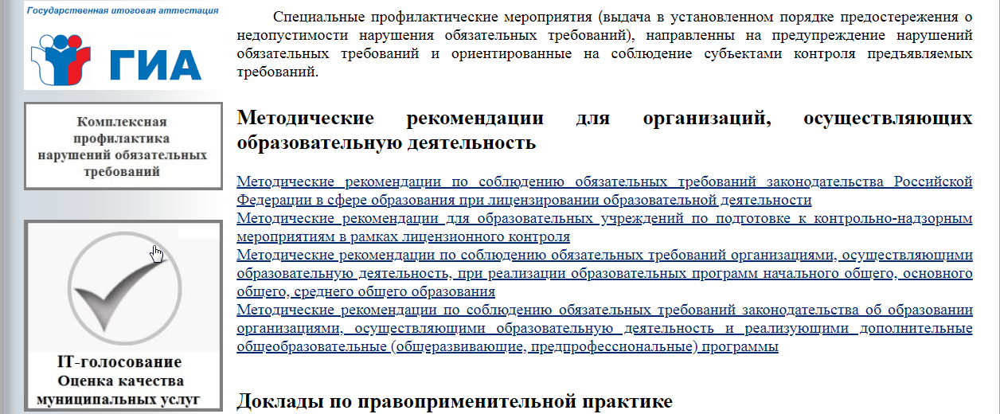 Государственная итоговая аттестация
ГИА
Комплексная
профилактика
нарушений обязательных
требований
IT-голосование
Оценка качества
муниципальных услуг
Специальные профилактические мероприятия (выдача в установленном порядке предостережения о
недопустимости нарушения обязательных требований), направленны на предупреждение нарушений
обязательных требований и ориентированные на соблюдение субъектами контроля предъявляемых
требований.
Методические рекомендации для организаций, осуществляющих
образовательную деятельность
Методические рекомендации по соблюдению обязательных требований законодательства Российской
Федерации в сфере образования при лицензировании образовательной деятельности
Методические рекомендации для образовательных учреждений по подготовке к контрольно-надзорным
мероприятиям в рамках лицензионного контроля
Методические рекомендации по соблюдению обязательных требований организациями, осуществляющими
образовательную деятельность, при реализации образовательных программ начального общего, основного
общего, среднего общего образования
Методические рекомендации по соблюдению обязательных требований законодательства об образовании
организациями, осуществляющими образовательную деятельность и реализующими дополнительные
общеобразовательные (общеразвивающие, предпрофессиональные) программы
Доклады по правоприменительной практике